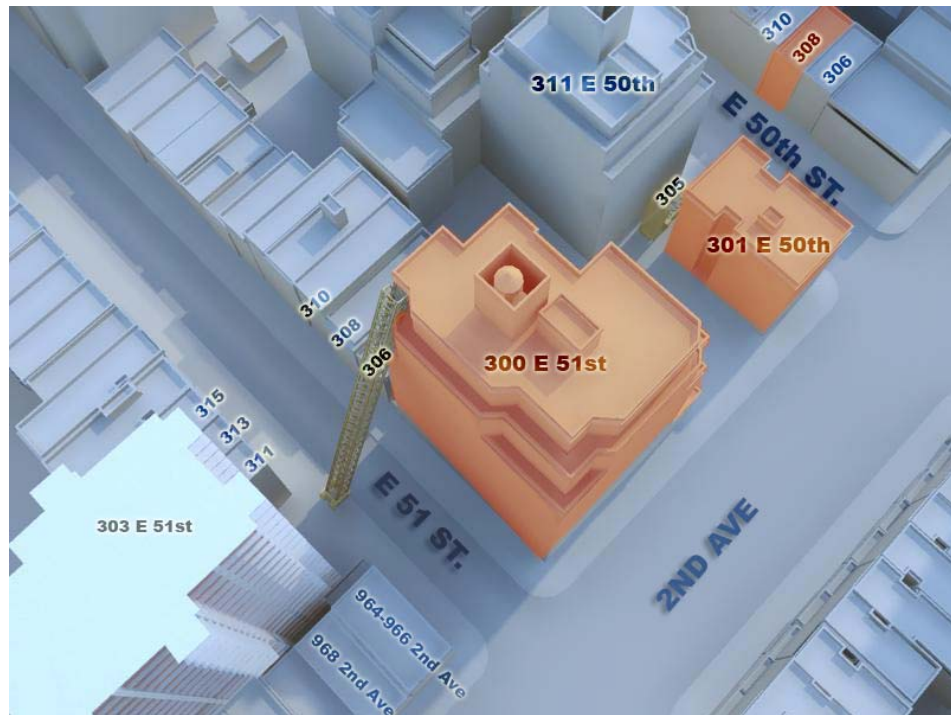 310
308
306
311 E 50th
E 50th ST.
305
301 E 50th
310
308
306
300 E 51st
315
313
311
303 E 51st
E 51 ST.
2ND AVE
964-966 2nd Ave
968 2nd Ave